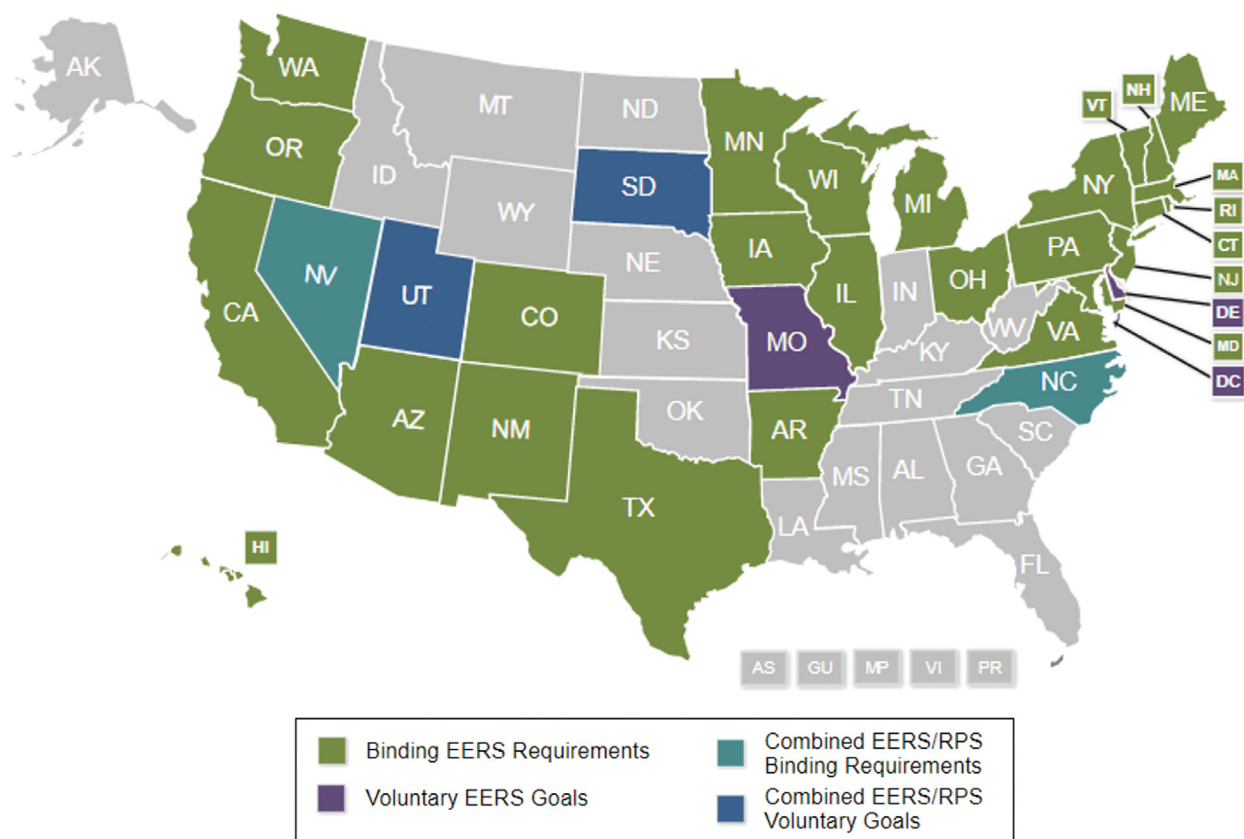 AK
WA
MT
ND
MN
VT
NH
ME
OR
ID
SD
WI
MI
NY
MA
WY
RI
CT
IA
PA
NJ
NV
NE
OH
DE
UT
CO
IL
IN
MD
CA
KS
MO
WV
VA
DC
KY
NC
AZ
NM
OK
AR
TN
SC
TX
MS
AL
GA
LA
HI
FL
AS GU MP VI PR
Binding EERS Requirements
Voluntary EERS Goals
Combined EERS/RPS
Binding Requirements
Combined EERS/RPS
Voluntary Goals